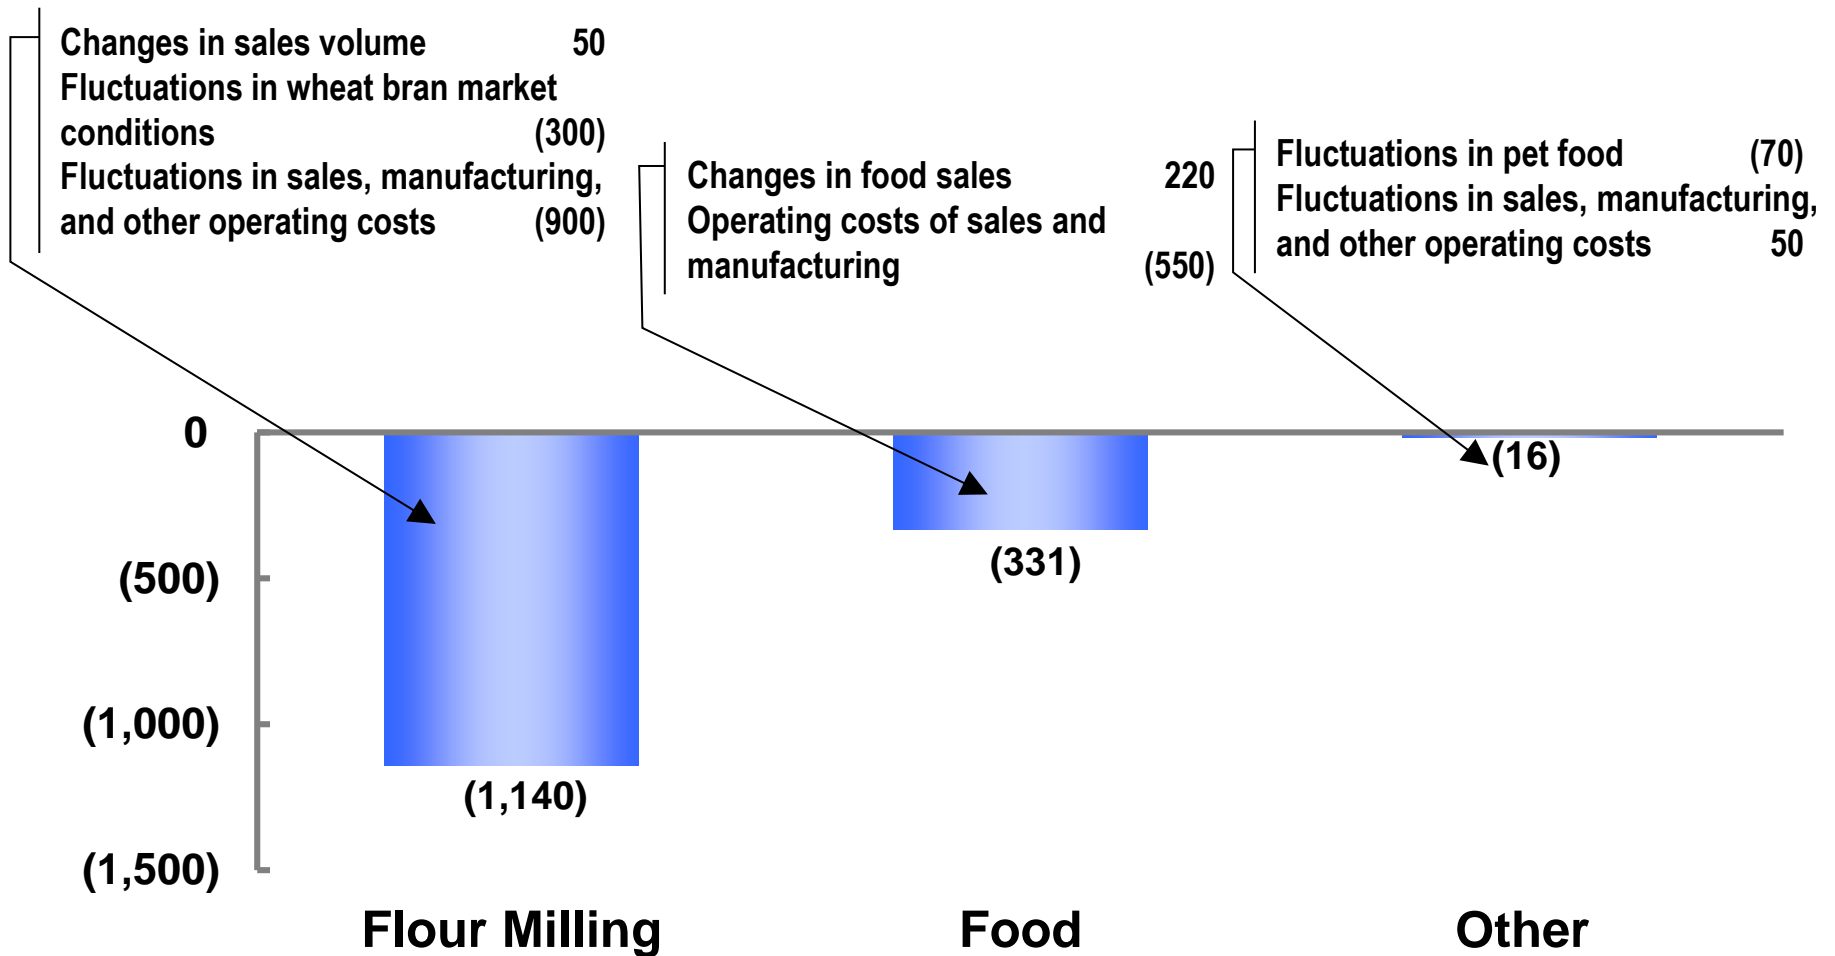 Changes in sales volume 50
Fluctuations in wheat bran market
conditions (300)
Fluctuations in sales, manufacturing,
and other operating costs (900)
Changes in food sales 220
Operating costs of sales and
manufacturing (550)
Fluctuations in pet food (70)
Fluctuations in sales, manufacturing,
and other operating costs 50
0
(500)
(1,000)
(1,500)
(1,140)
(331)
(16)
Flour Milling
Food
Other